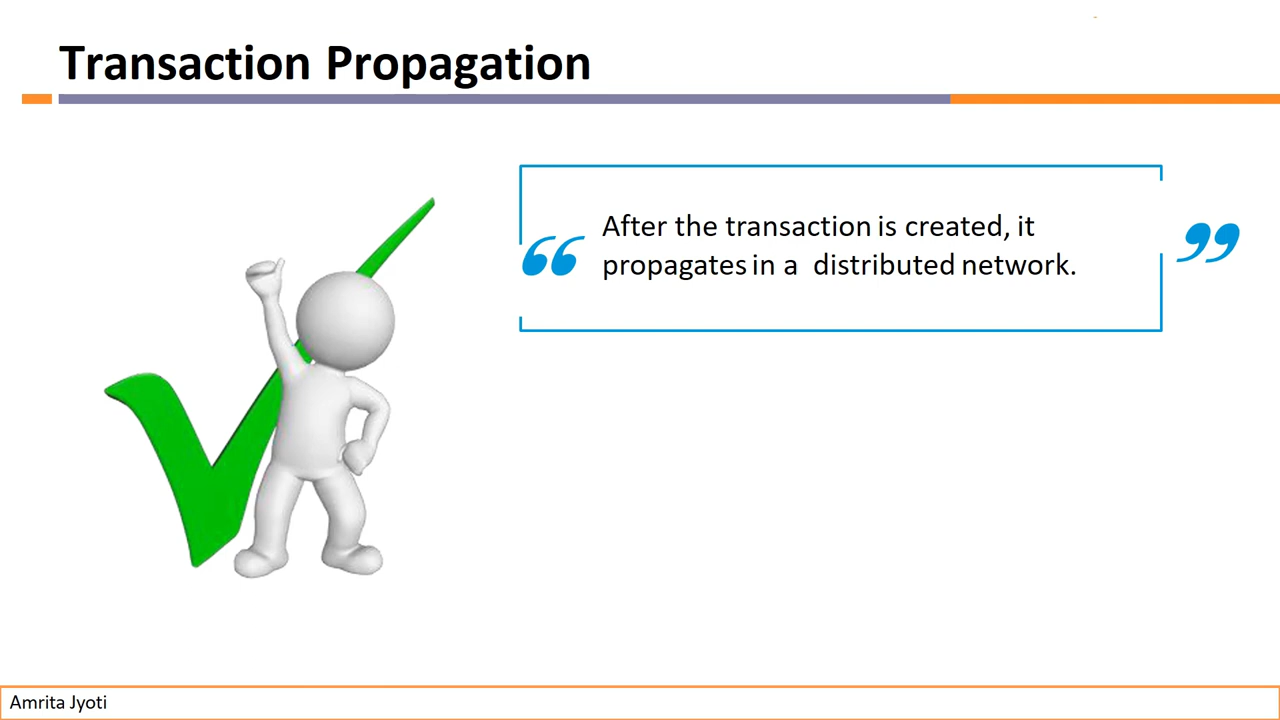 Transaction Propagation
After the transaction is created, it
propagates in a distributed network.
Amrita Jyoti